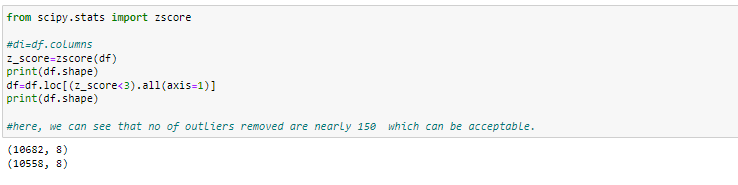 from scipy.stats import zscore
#di=df.columns
z_score=zscore(df)
print(df.shape)
df=df.loc[(z_score<3).all(axis=1)]
print(df.shape)
#here, we can see that no of outliers removed are nearly 150  which can be acceptable.
(10682, 8)
(10558, 8)